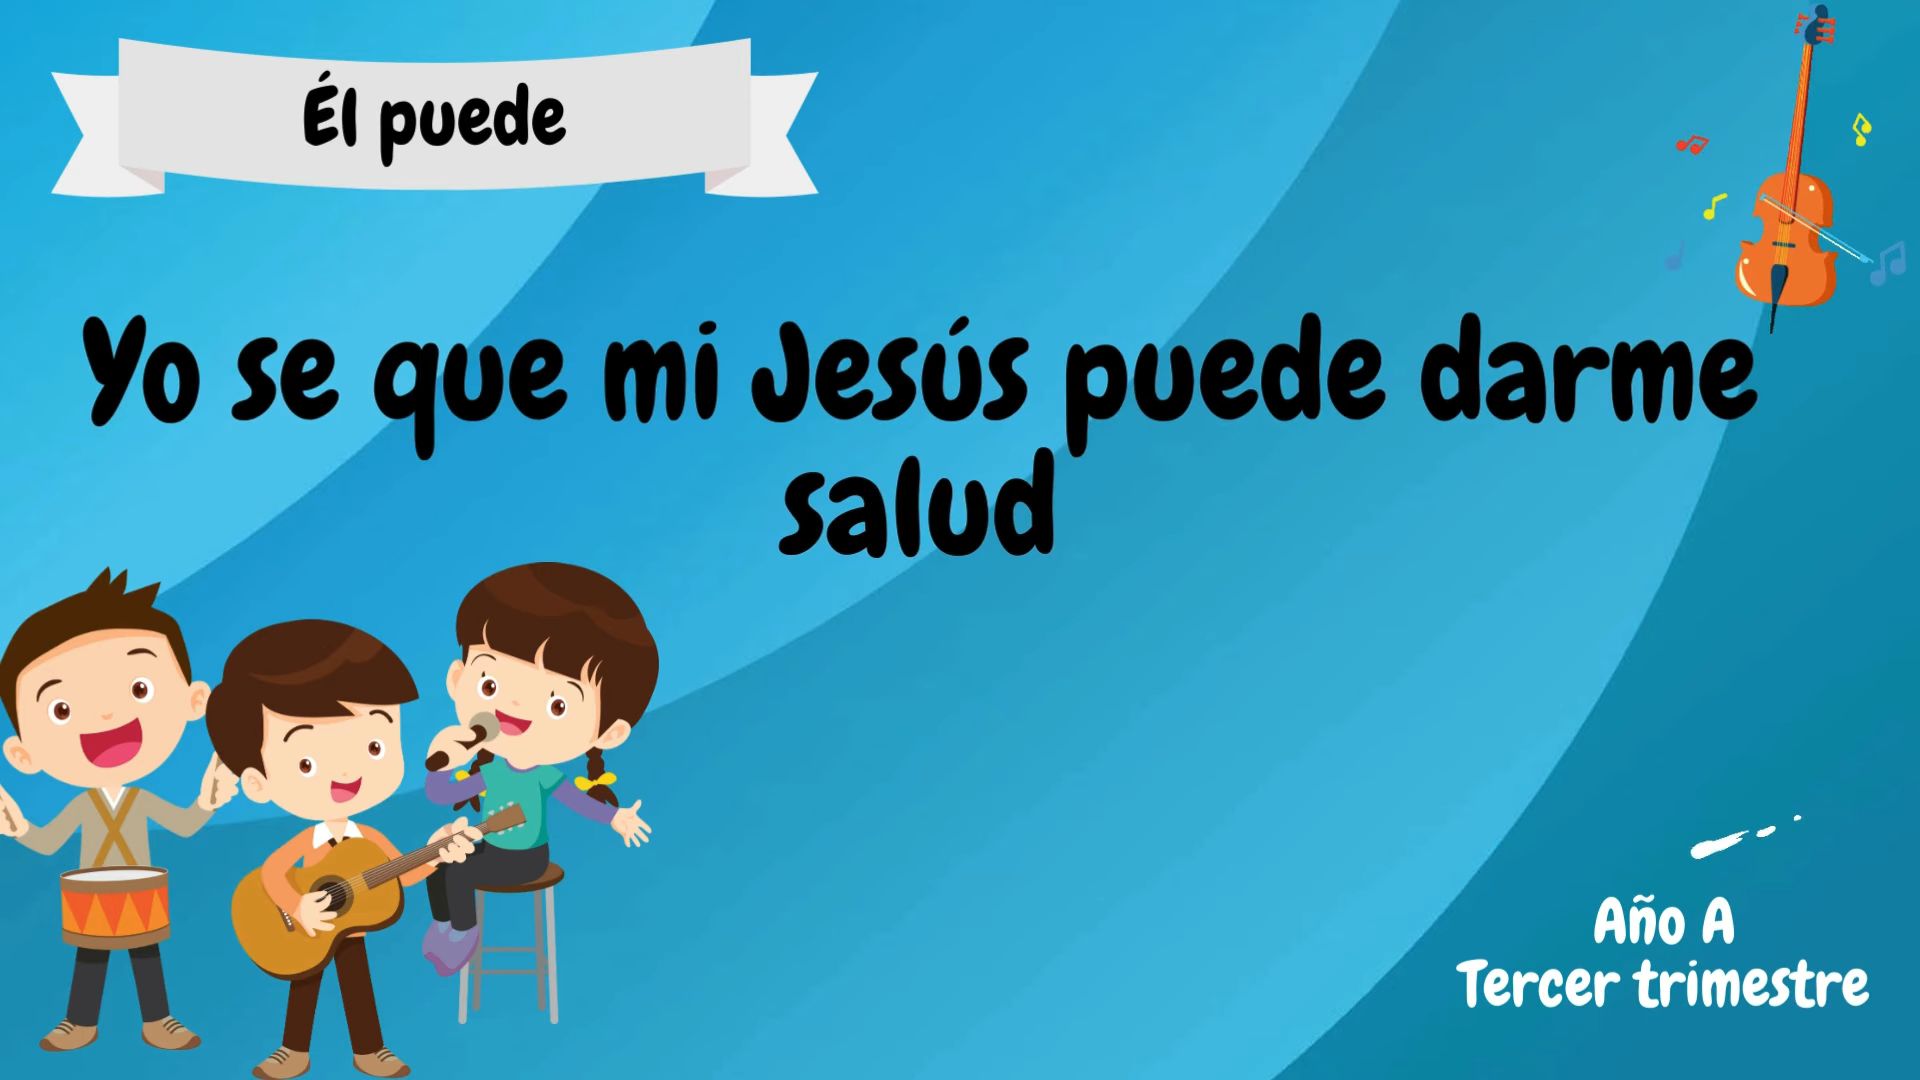 Él puede
Yo se que mi Jesús puede darme
salud
Año A
Tercer trimestre